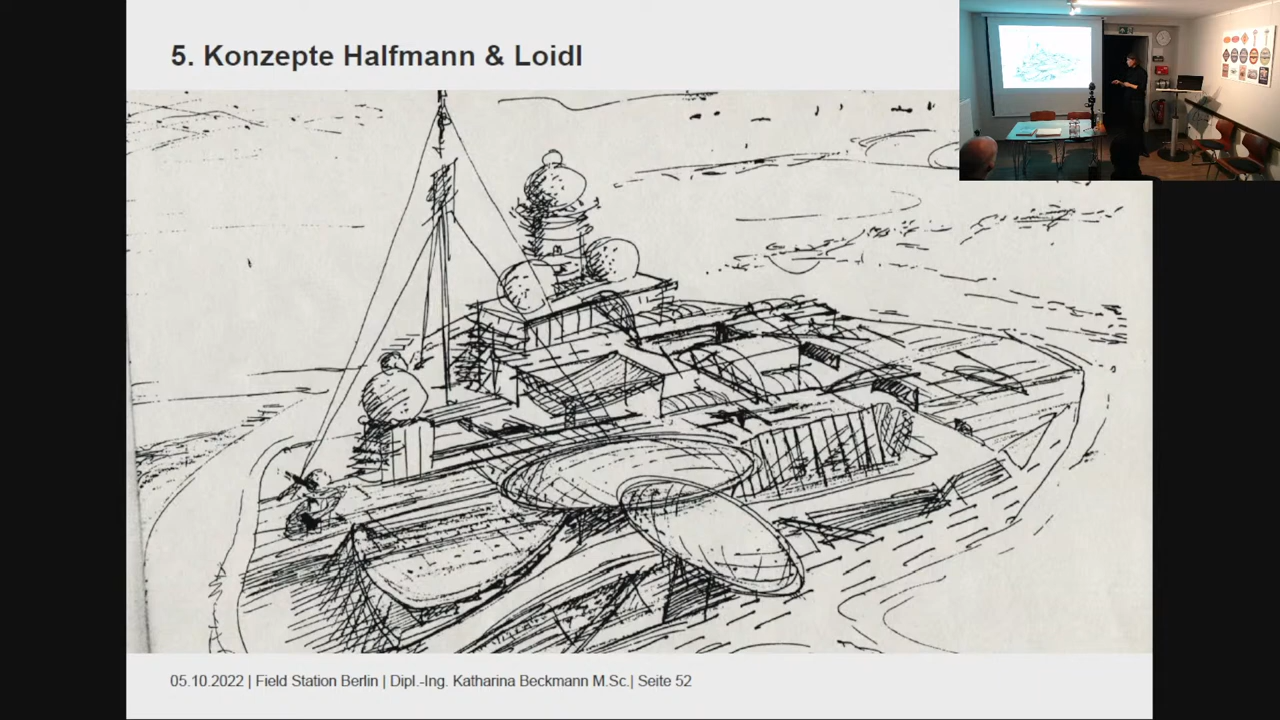 5. Konzepte Halfmann & Loidl
05.10.2022 | Field Station Berlin | Dipl.-Ing. Katharina Beckmann M.Sc.| Seite 52